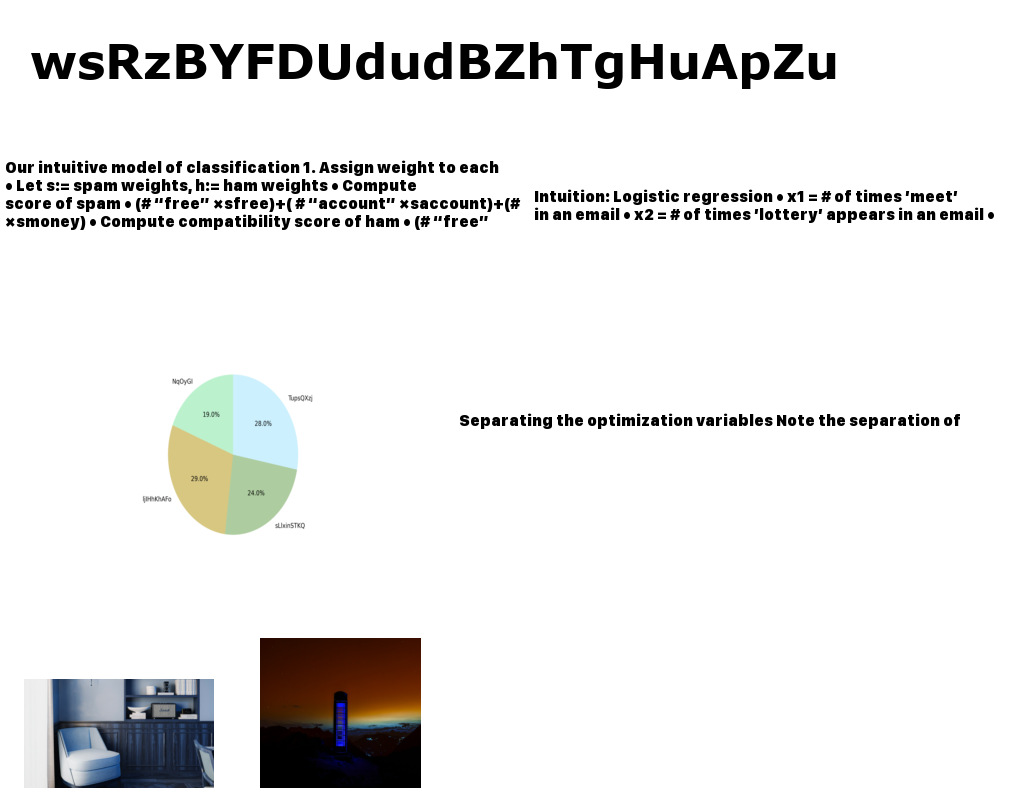 wsRzBYFDUdudBZhTgHuApZu
Our intuitive model of classification 1. Assign weight to each
• Let s:= spam weights, h:= ham weights • Compute
score of spam • (# “free” ×sfree)+( # “account” ×saccount)+(#
×smoney) • Compute compatibility score of ham • (# “free”
Intuition: Logistic regression • x1 = # of times ’meet’
in an email • x2 = # of times ’lottery’ appears in an email •
NqOyGl
TupsQXzj
19.0%
28.0%
29.0%
24.0%
sLlxinSTKQ
Separating the optimization variables Note the separation of